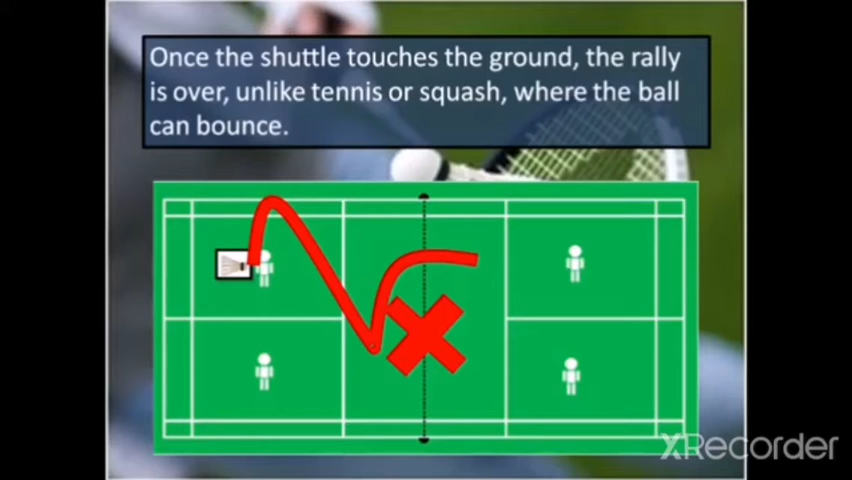 Once the shuttle touches the ground, the rally
is over, unlike tennis or squash, where the ball
can bounce.
XRecorder